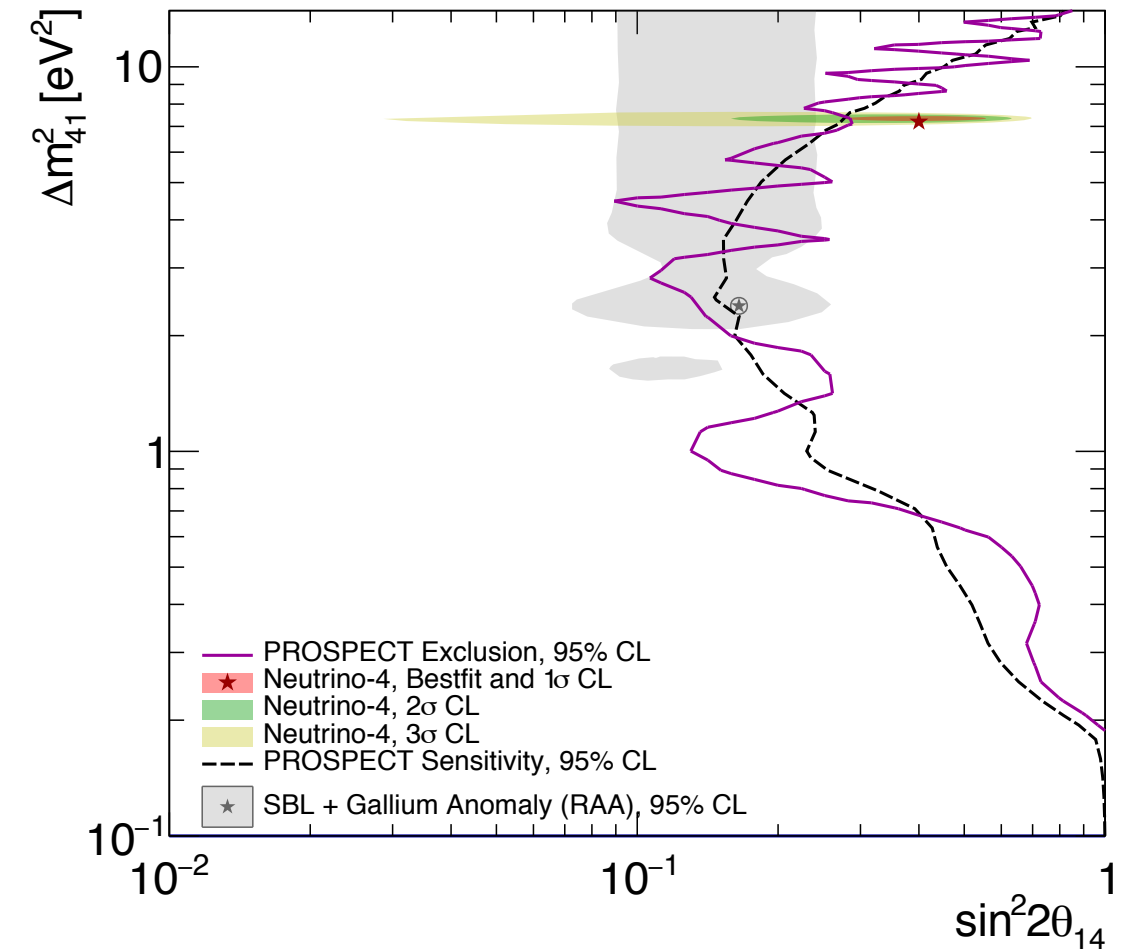 Δm²₄₁ [eV²]
10
1
10⁻¹
PROSPECT Exclusion, 95% CL
Neutrino-4, Bestfit and 1σ CL
Neutrino-4, 2σ CL
Neutrino-4, 3σ CL
PROSPECT Sensitivity, 95% CL
SBL + Gallium Anomaly (RAA), 95% CL
10⁻² 10⁻¹ 1
sin²2θ₁₄